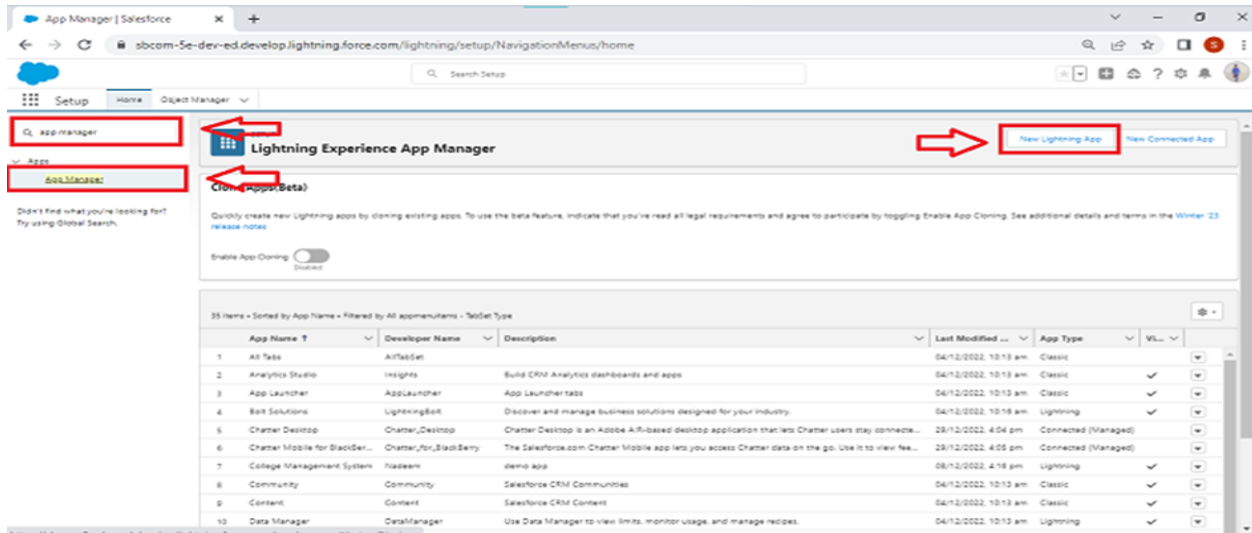 App Manager | Salesforce
sbcom-5e-dev-ed.develop.lightning.force.com/lightning/setup/NavigationMenus/home
S
Search Setup
Setup Home Object Manager
app manager
Apps
App Manager
Didn't find what you're looking for?
Try using Global Search.
SETUP
Lightning Experience App Manager
New Lightning App New Connected App
Clone Apps (Beta)
Quickly create new Lightning apps by cloning existing apps. To use the beta feature, indicate that you've read all legal requirements and agree to participate by toggling Enable App Cloning. See additional details and terms in the Winter '23
release notes
Enable App Cloning
Disabled
35 items • Sorted by App Name • Filtered by All appmenuitems - TabSet Type
App Name ↑ Developer Name Description Last Modified ... App Type Vi...
1 All Tabs AllTabSet 04/12/2022, 10:13 am Classic
2 Analytics Studio Insights Build CRM Analytics dashboards and apps 04/12/2022, 10:13 am Classic
3 App Launcher AppLauncher App Launcher tabs 04/12/2022, 10:13 am Classic
4 Bolt Solutions LightningBolt Discover and manage business solutions designed for your industry. 04/12/2022, 10:18 am Lightning
5 Chatter Desktop Chatter_Desktop Chatter Desktop is an Adobe AIR-based desktop application that lets Chatter users stay connecte... 29/12/2022, 4:04 pm Connected (Managed)
6 Chatter Mobile for BlackBer... Chatter_for_BlackBerry The Salesforce.com Chatter Mobile app lets you access Chatter data on the go. Use it to view fee... 29/12/2022, 4:05 pm Connected (Managed)
7 College Management System Nadeem demo app 08/12/2022, 4:16 pm Lightning
8 Community Community Salesforce CRM Communities 04/12/2022, 10:13 am Classic
9 Content Content Salesforce CRM Content 04/12/2022, 10:13 am Classic
10 Data Manager DataManager Use Data Manager to view limits, monitor usage, and manage recipes. 04/12/2022, 10:13 am Lightning